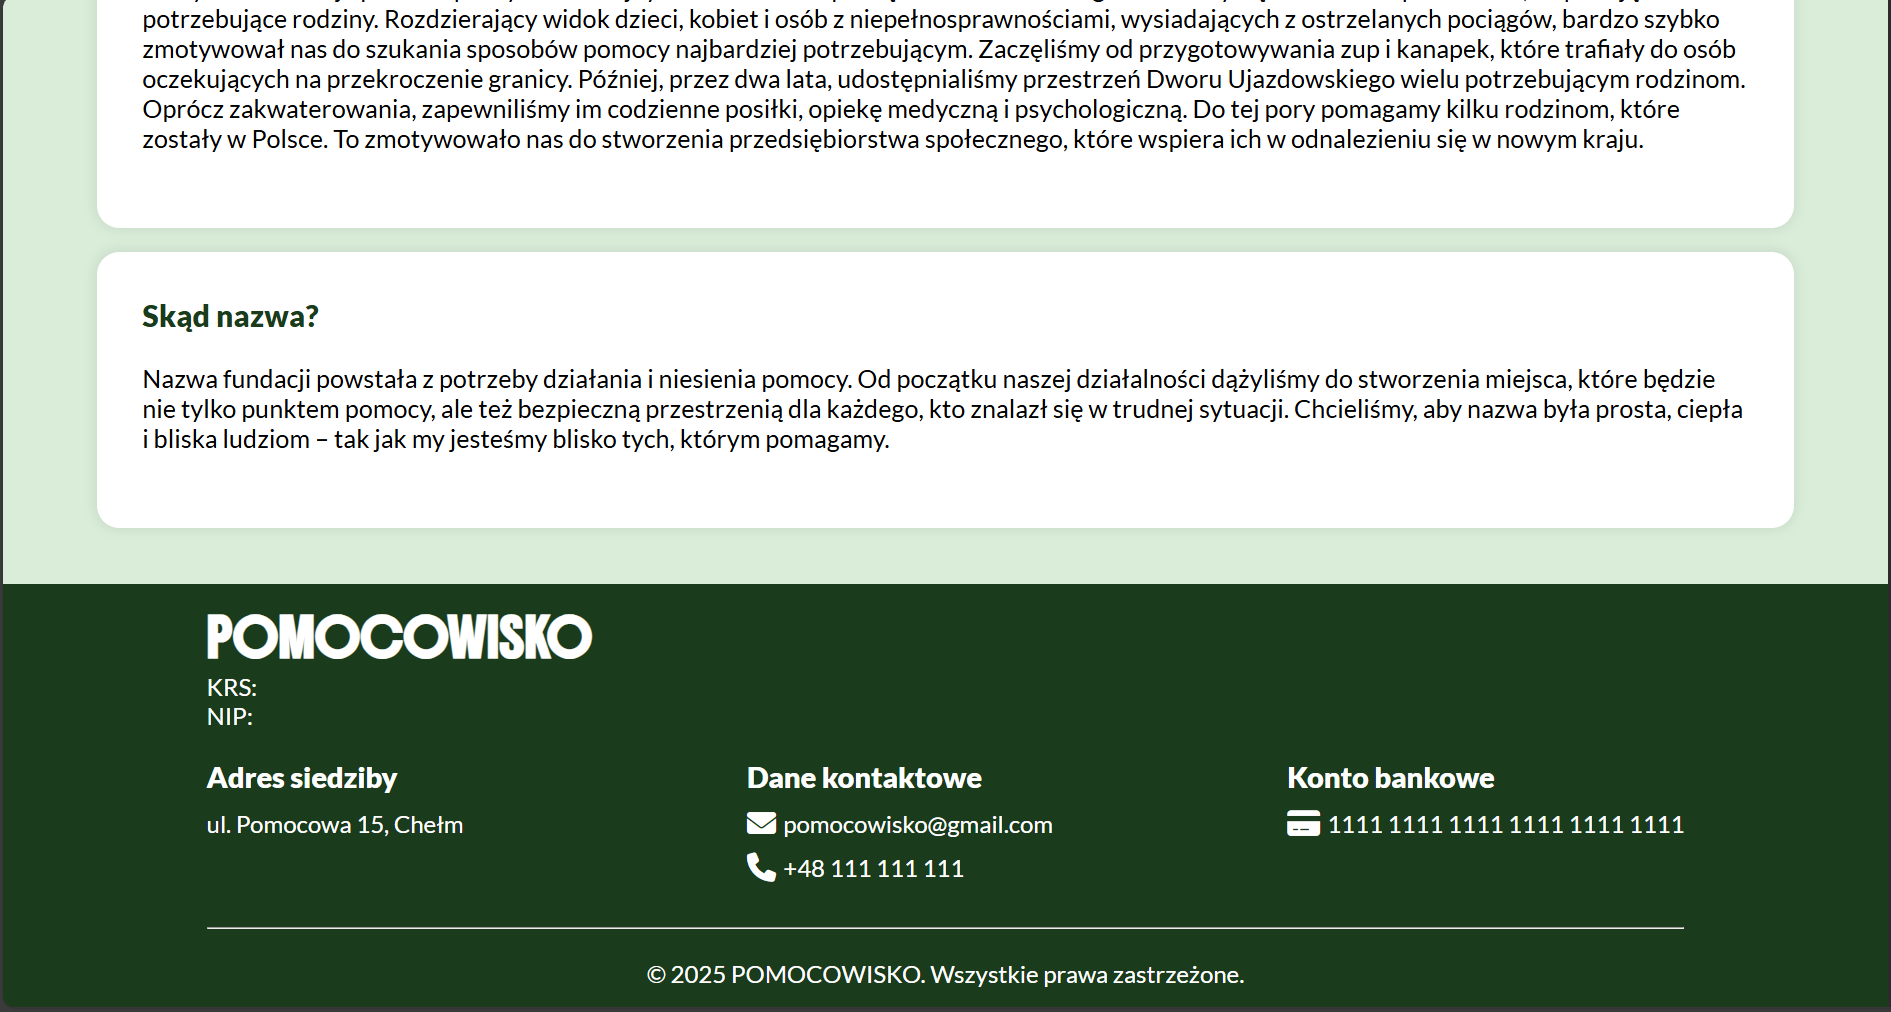 potrzebujące rodziny. Rozdzierający widok dzieci, kobiet i osób z niepełnosprawnościami, wysiadających z ostrzelanych pociągów, bardzo szybko
zmotywował nas do szukania sposobów pomocy najbardziej potrzebującym. Zaczęliśmy od przygotowywania zup i kanapek, które trafiały do osób
oczekujących na przekroczenie granicy. Później, przez dwa lata, udostępnialiśmy przestrzeń Dworu Ujazdowskiego wielu potrzebującym rodzinom.
Oprócz zakwaterowania, zapewniliśmy im codzienne posiłki, opiekę medyczną i psychologiczną. Do tej pory pomagamy kilku rodzinom, które
zostały w Polsce. To zmotywowało nas do stworzenia przedsiębiorstwa społecznego, które wspiera ich w odnalezieniu się w nowym kraju.
Skąd nazwa?
Nazwa fundacji powstała z potrzeby działania i niesienia pomocy. Od początku naszej działalności dążyliśmy do stworzenia miejsca, które będzie
nie tylko punktem pomocy, ale też bezpieczną przestrzenią dla każdego, kto znalazł się w trudnej sytuacji. Chcieliśmy, aby nazwa była prosta, ciepła
i bliska ludziom – tak jak my jesteśmy blisko tych, którym pomagamy.
POMOCOWISKO
KRS:
NIP:
Adres siedziby
ul. Pomocowa 15, Chełm
Dane kontaktowe
pomocowisko@gmail.com
+48 111 111 111
Konto bankowe
1111 1111 1111 1111 1111 1111
© 2025 POMOCOWISKO. Wszystkie prawa zastrzeżone.